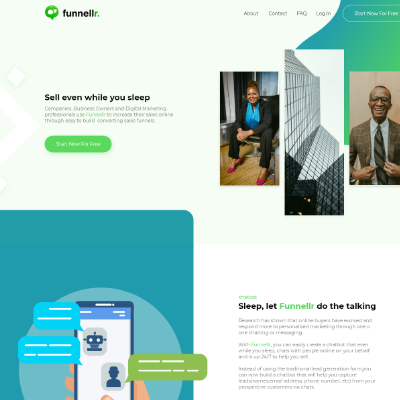 funnellr.
About Contact FAQ Log In Start Now For Free
Sell even while you sleep
Companies, Business Owners and Digital Marketing
professionals use Funnellr to increase their sales online
through easy to build, converting sales funnels.
Start Now For Free
chatbot
Sleep, let Funnellr do the talking
Research has shown that online buyers have evolved and
respond more to personalised marketing through one n
one chatting or messaging.
With Funnellr, you can easily create a chatbot that even
while you sleep, chats with people online on your behalf
and a yyy 24/7 to help you sell.
Instead of using the traditional lead generation form you
can now build a chatbot that will help you capture
leads(names,email address, phone number, etc) from your
prospective customers via chats.